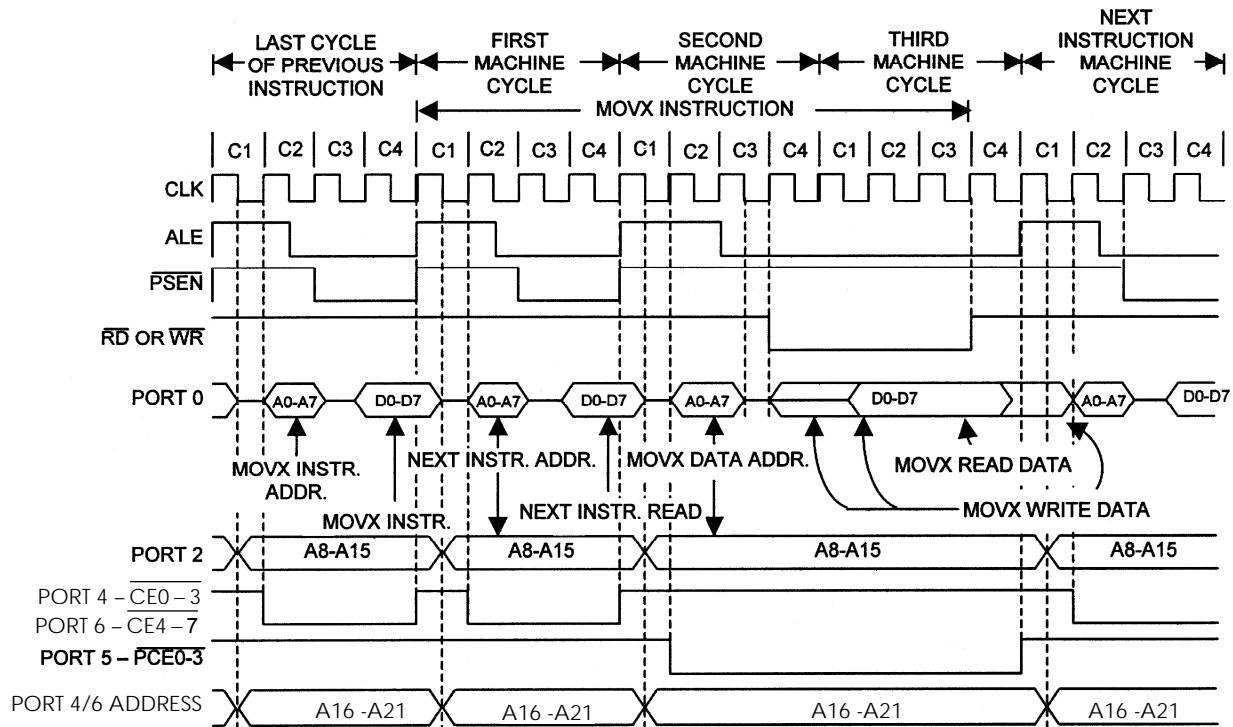 LAST CYCLE
OF PREVIOUS
INSTRUCTION
FIRST
MACHINE
CYCLE
SECOND
MACHINE
CYCLE
THIRD
MACHINE
CYCLE
NEXT
INSTRUCTION
MACHINE
CYCLE
MOVX INSTRUCTION
C1 C2 C3 C4 C1 C2 C3 C4 C1 C2 C3 C4 C1 C2 C3 C4 C1 C2 C3 C4
CLK
ALE
PSEN
RD OR WR
PORT 0
A0-A7 D0-D7 A0-A7 D0-D7 A0-A7 D0-D7 A0-A7 D0-D7
MOVX INSTR.
ADDR.
NEXT INSTR. ADDR.
MOVX DATA ADDR.
MOVX READ DATA
MOVX INSTR.
NEXT INSTR. READ
MOVX WRITE DATA
PORT 2
A8-A15 A8-A15 A8-A15 A8-A15
PORT 4 – CE0 – 3
PORT 6 – CE4 – 7
PORT 5 – PCE0-3
PORT 4/6 ADDRESS
A16 -A21 A16 -A21 A16 -A21 A16 -A21